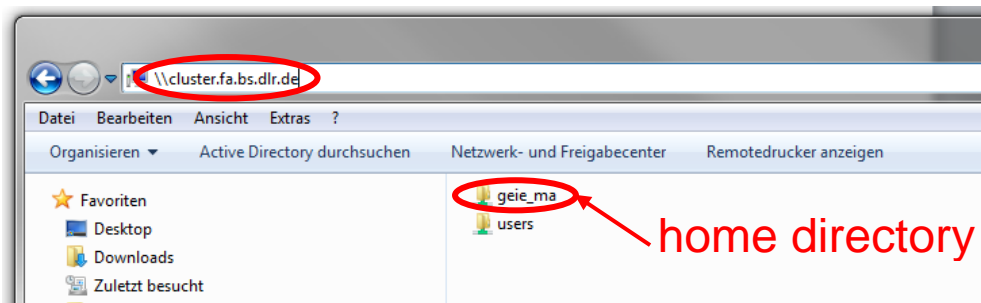 \\cluster.fa.bs.dlr.de
Datei Bearbeiten Ansicht Extras ?
Organisieren Active Directory durchsuchen Netzwerk- und Freigabecenter Remotedrucker anzeigen
Favoriten
Desktop
Downloads
Zuletzt besucht
geie_ma
users
home directory